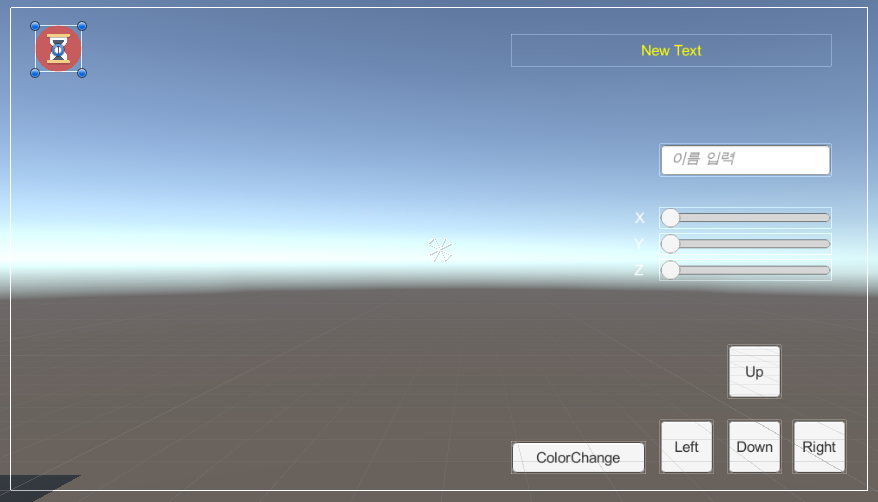 New Text
이름 입력
X
Y
Z
Up
ColorChange
Left
Down
Right